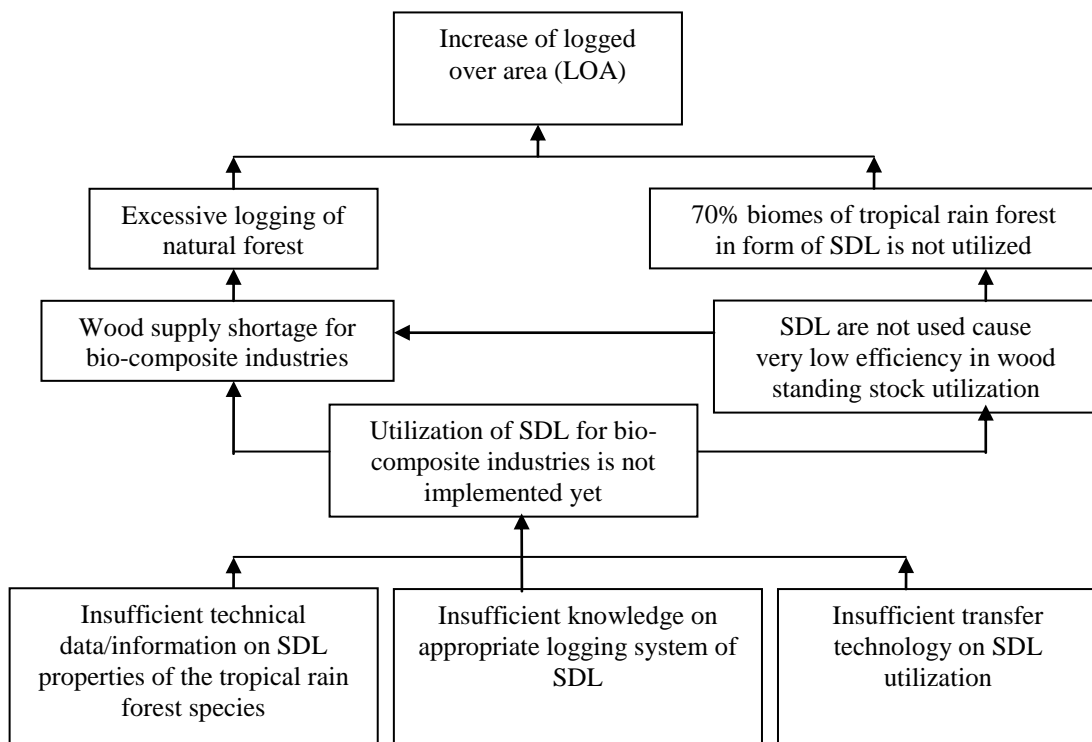 Increase of logged
over area (LOA)
Excessive logging of
natural forest
70% biomes of tropical rain forest
in form of SDL is not utilized
Wood supply shortage for
bio-composite industries
SDL are not used cause
very low efficiency in wood
standing stock utilization
Utilization of SDL for bio-
composite industries is not
implemented yet
Insufficient technical
data/information on SDL
properties of the tropical rain
forest species
Insufficient knowledge on
appropriate logging system of
SDL
Insufficient transfer
technology on SDL
utilization